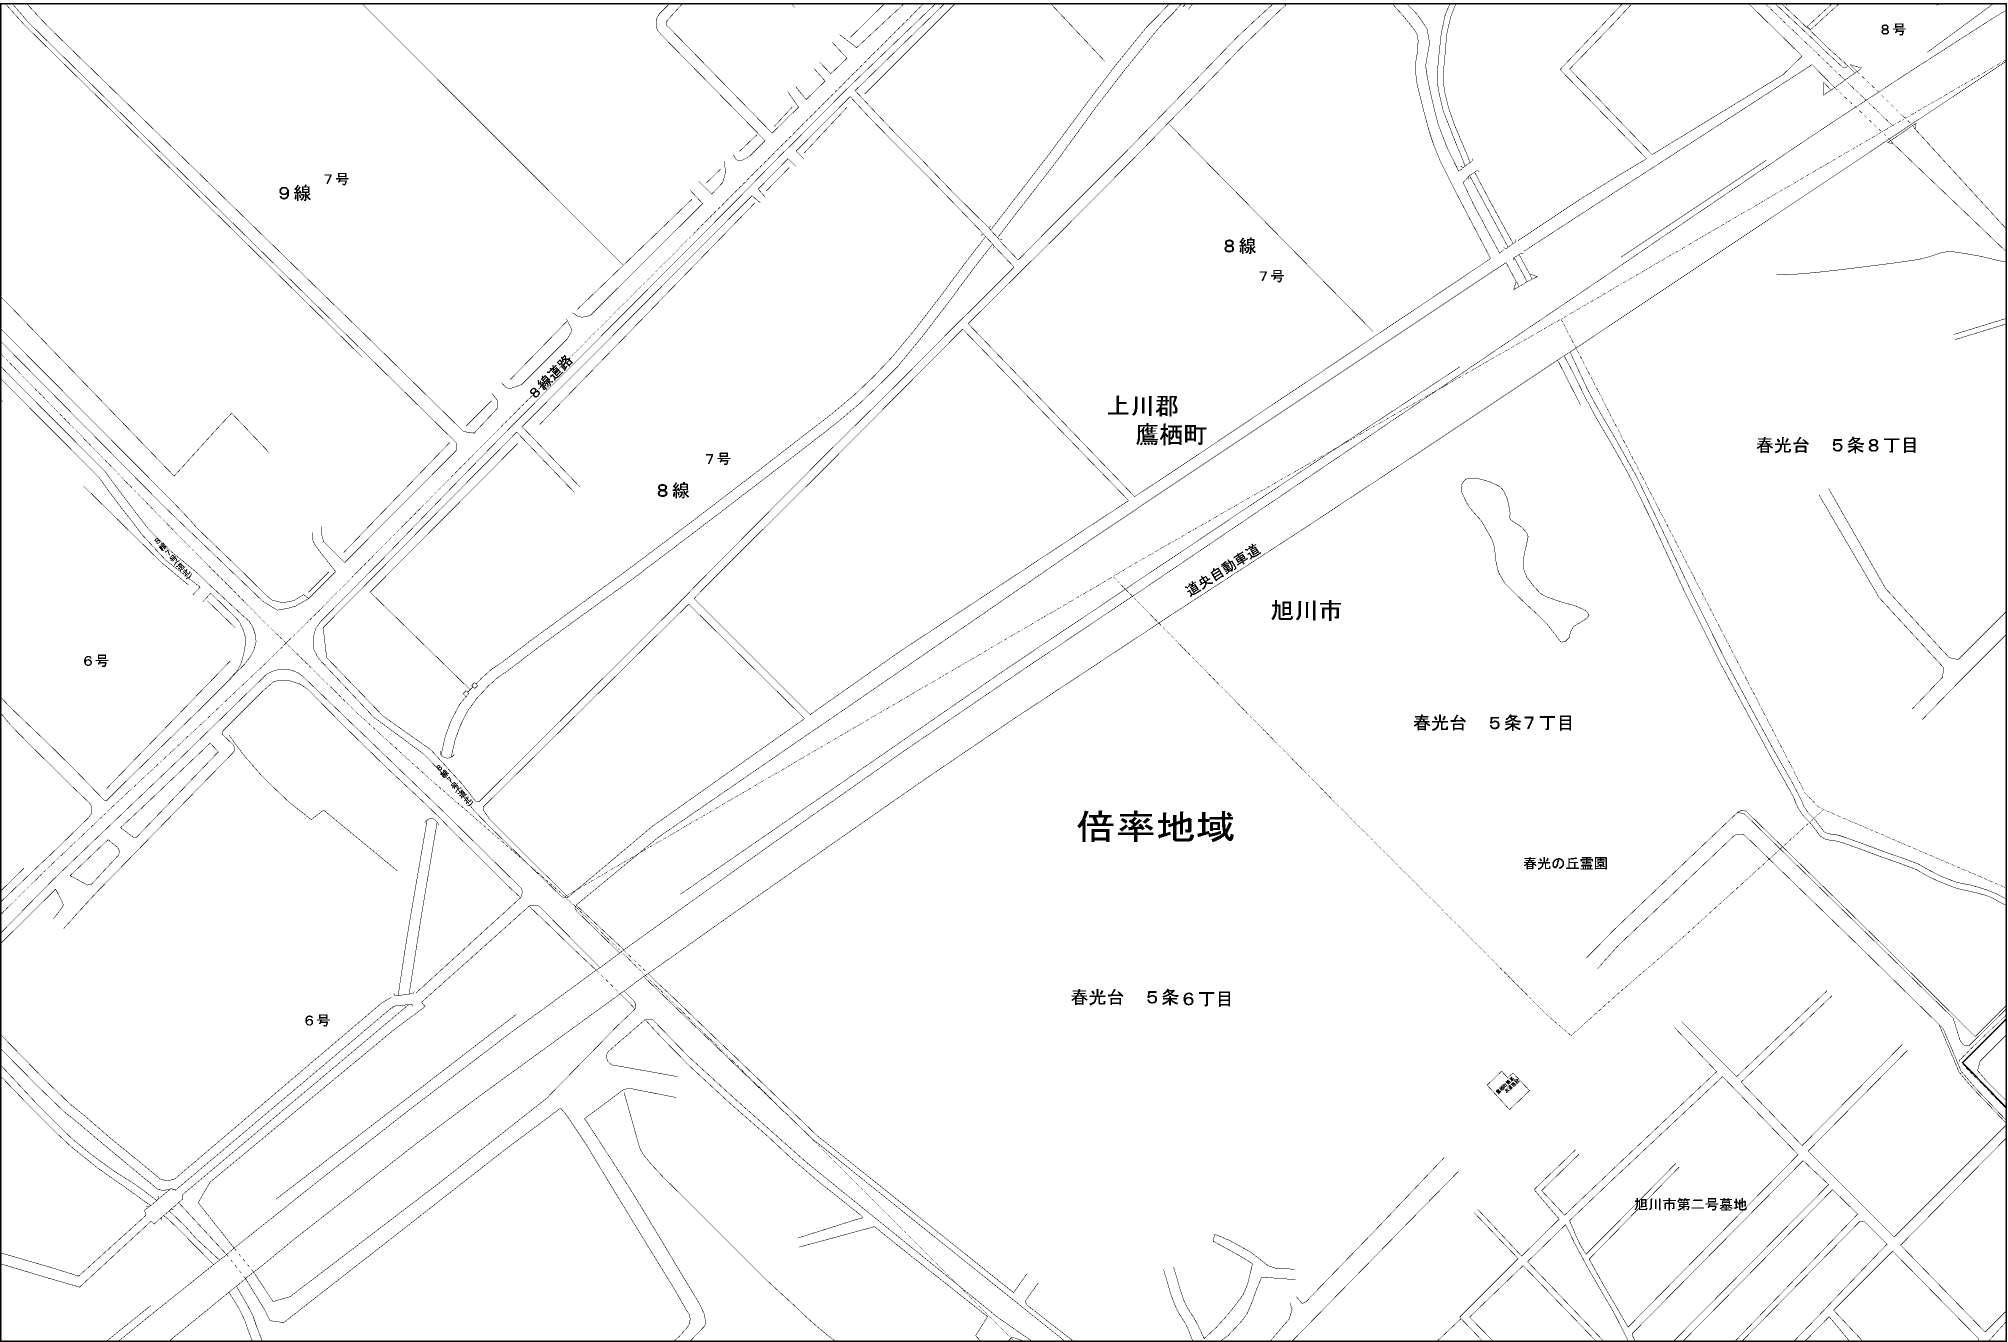 ８号
７号
９線
８線
７号
８線道路
上川郡
鷹栖町
春光台　５条８丁目
７号
８線
道央自動車道
旭川市
６号
春光台　５条７丁目
倍率地域
春光の丘霊園
春光台　５条６丁目
６号
旭川市第二号墓地